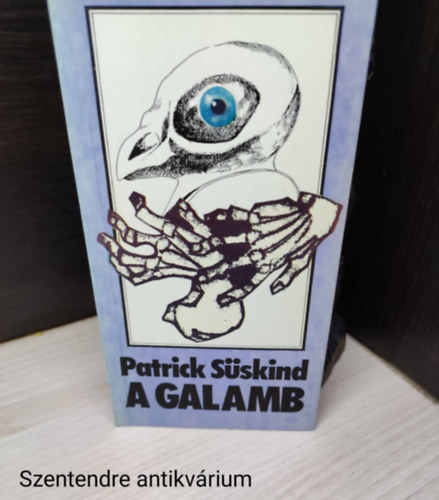 Patrick Süskind
A GALAMB
Szentendre antikvárium